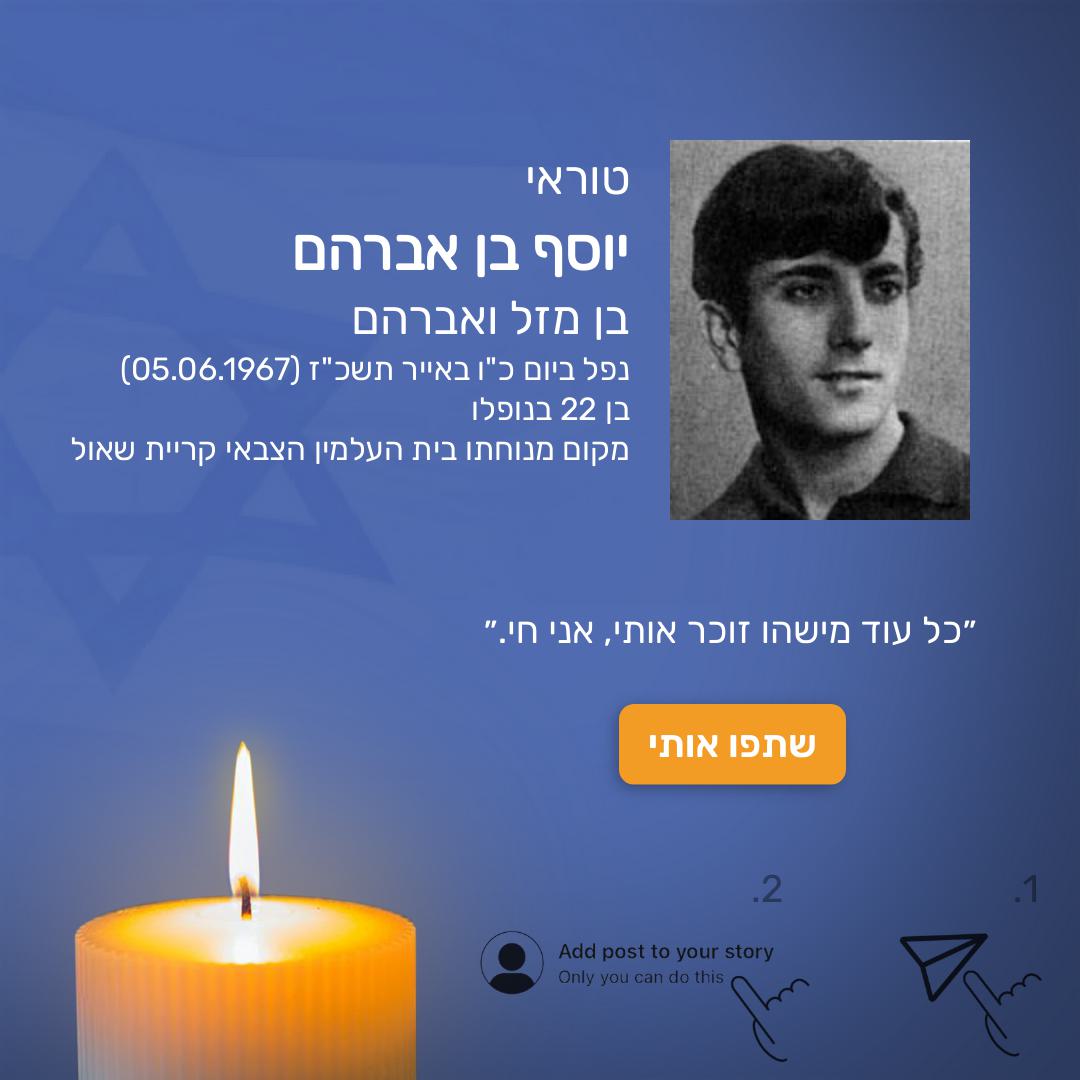 טוראי
יוסף בן אברהם
בן מזל ואברהם
נפל ביום כ"ו באייר תשכ"ז (05.06.1967)
בן 22 בנופלו
מקום מנוחתו בית העלמין הצבאי קריית שאול
״כל עוד מישהו זוכר אותי, אני חי.״
שתפו אותי
1.
2.
Add post to your story
Only you can do this